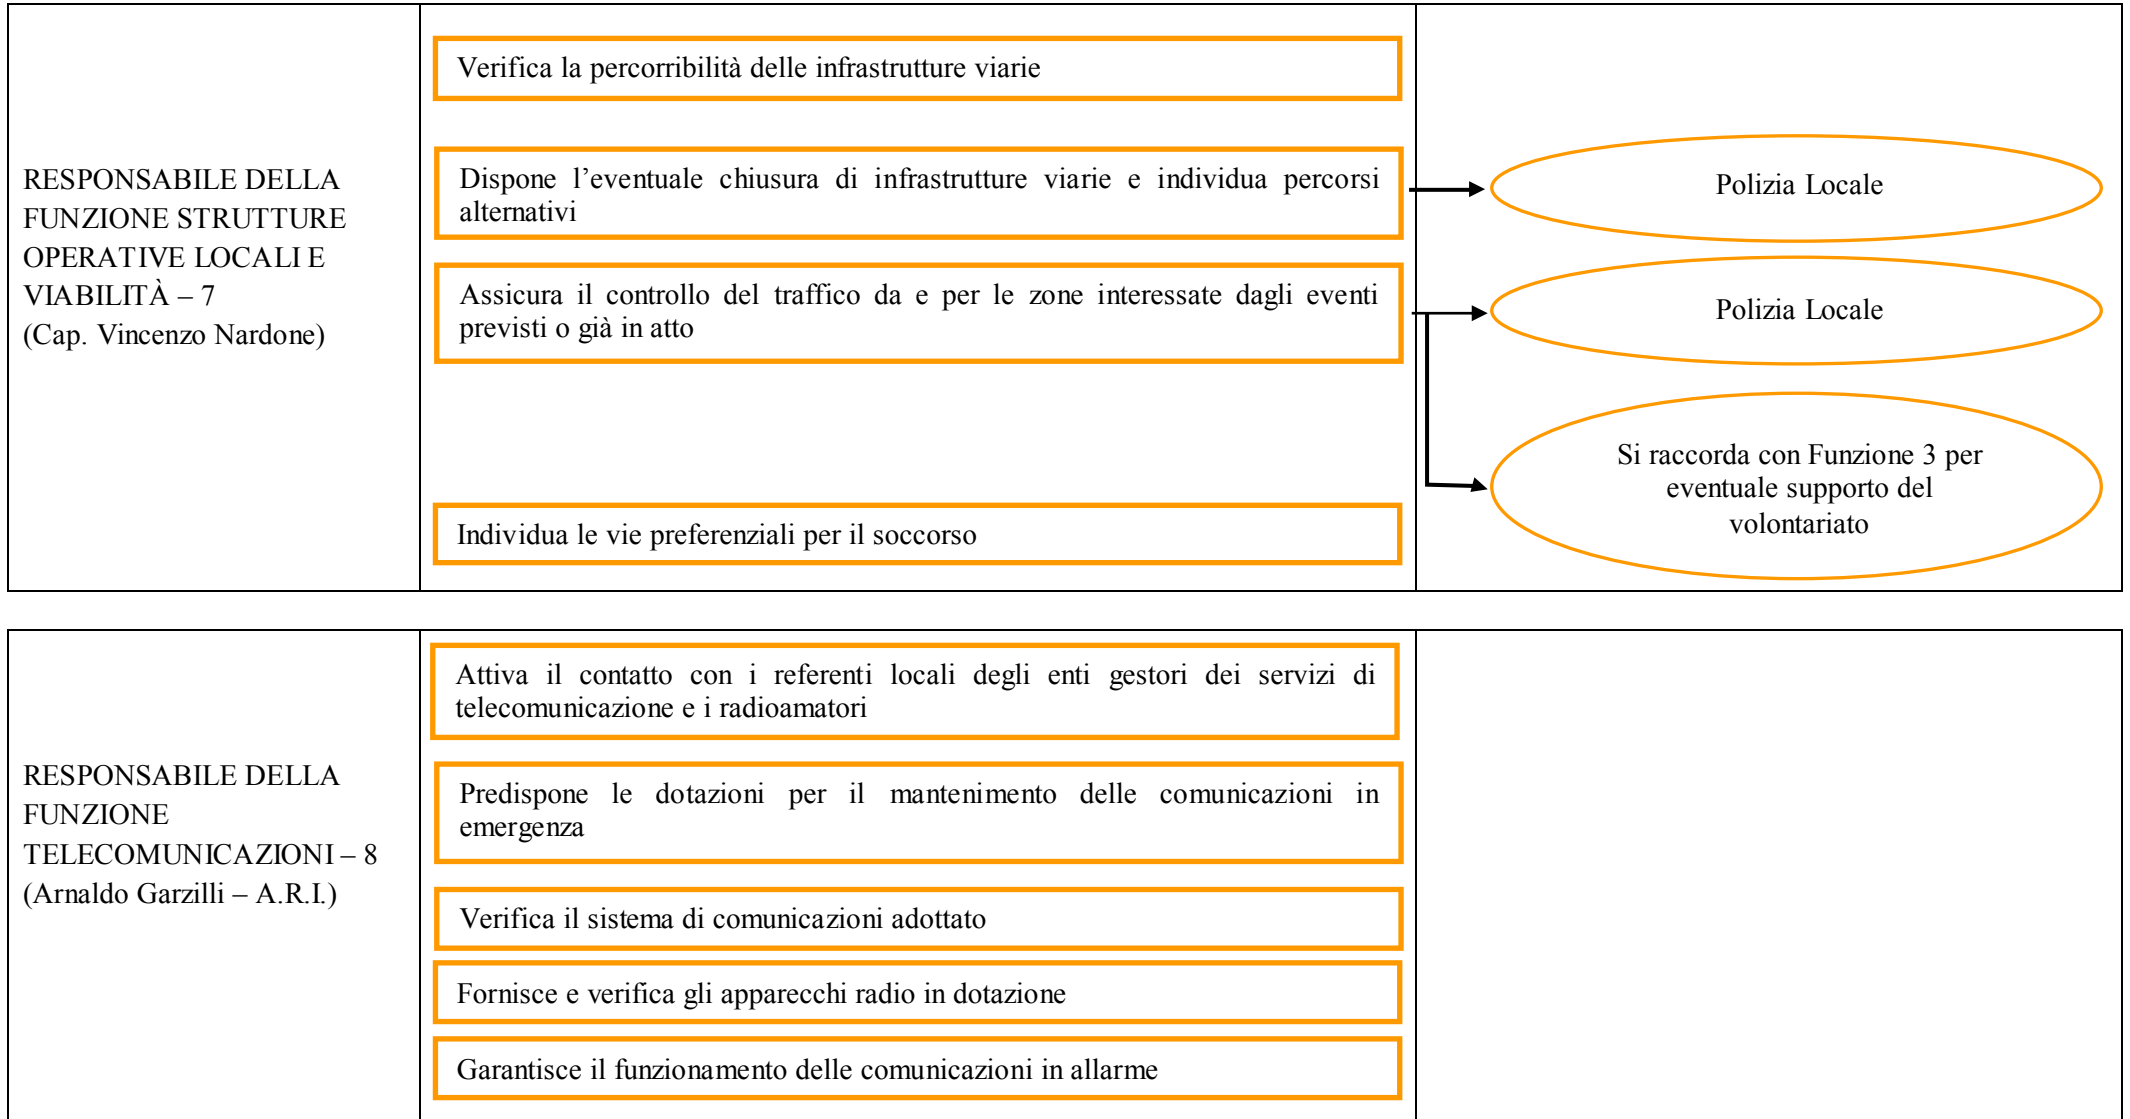 RESPONSABILE DELLA
FUNZIONE STRUTTURE
OPERATIVE LOCALI E
VIABILITÀ – 7
(Cap. Vincenzo Nardone)
Verifica la percorribilità delle infrastrutture viarie
Dispone l’eventuale chiusura di infrastrutture viarie e individua percorsi
alternativi
Polizia Locale
Assicura il controllo del traffico da e per le zone interessate dagli eventi
previsti o già in atto
Polizia Locale
Si raccorda con Funzione 3 per
eventuale supporto del
volontariato
Individua le vie preferenziali per il soccorso
RESPONSABILE DELLA
FUNZIONE
TELECOMUNICAZIONI – 8
(Arnaldo Garzilli – A.R.I.)
Attiva il contatto con i referenti locali degli enti gestori dei servizi di
telecomunicazione e i radioamatori
Predispone le dotazioni per il mantenimento delle comunicazioni in
emergenza
Verifica il sistema di comunicazioni adottato
Fornisce e verifica gli apparecchi radio in dotazione
Garantisce il funzionamento delle comunicazioni in allarme